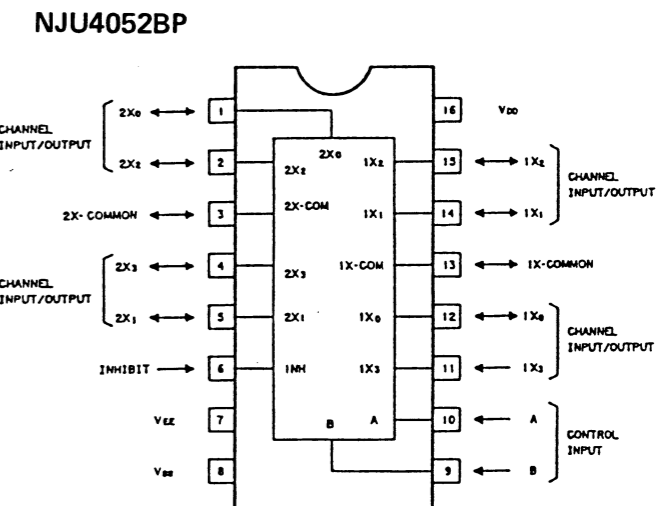 NJU4052BP
CHANNEL
INPUT/OUTPUT
2X0
2X2
2X-COMMON
CHANNEL
INPUT/OUTPUT
2X3
2X1
INHIBIT
VEE
VSS
1
2
3
4
5
6
7
8
2X0
2X2
2X-COM
2X3
2X1
INH
B
1X2
1X1
1X-COM
1X0
1X3
A
16
15
14
13
12
11
10
9
VDD
1X2
1X1
CHANNEL
INPUT/OUTPUT
1X-COMMON
1X0
1X3
CHANNEL
INPUT/OUTPUT
A
B
CONTROL
INPUT